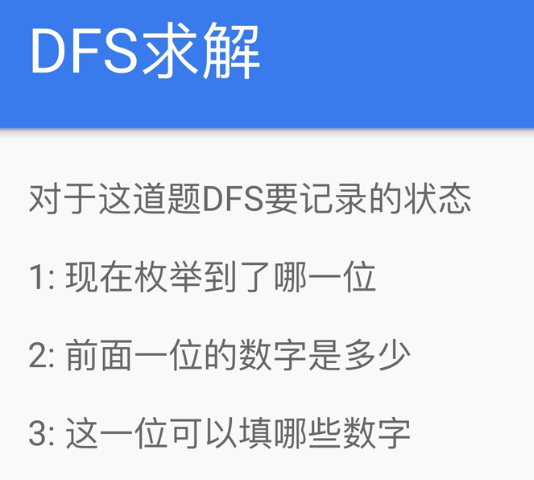 DFS求解
对于这道题DFS要记录的状态
1: 现在枚举到了哪一位
2: 前面一位的数字是多少
3: 这一位可以填哪些数字